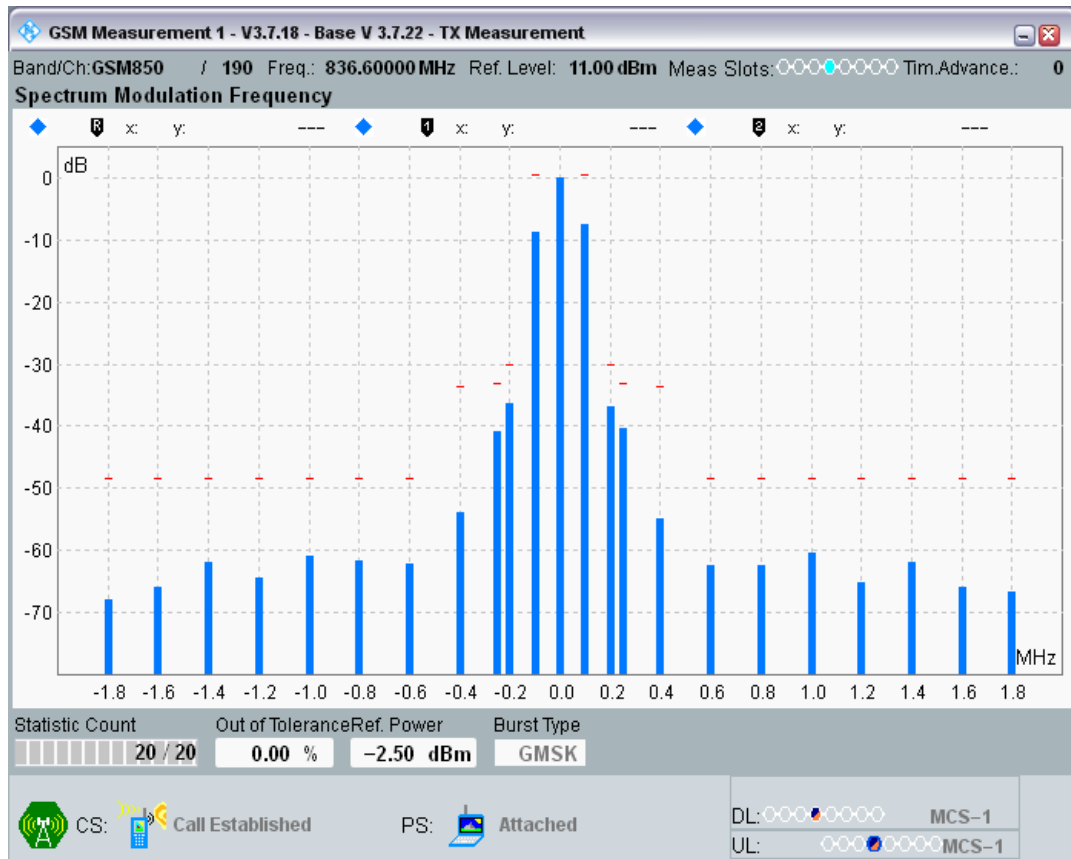 GSM Measurement 1 - V3.7.18 - Base V 3.7.22 - TX Measurement
Band/Ch:GSM850 / 190 Freq.: 836.60000 MHz Ref. Level: 11.00 dBm Meas Slots: Tim.Advance.: 0
Spectrum Modulation Frequency
R x: y: --- 1 x: y: --- 2 x: y: ---
dB
0
-10
-20
-30
-40
-50
-60
-70
MHz
-1.8 -1.6 -1.4 -1.2 -1.0 -0.8 -0.6 -0.4 -0.2 0.0 0.2 0.4 0.6 0.8 1.0 1.2 1.4 1.6 1.8
Statistic Count Out of Tolerance Ref. Power Burst Type
20 / 20 0.00 % −2.50 dBm GMSK
CS: Call Established PS: Attached DL: MCS−1
UL: MCS−1